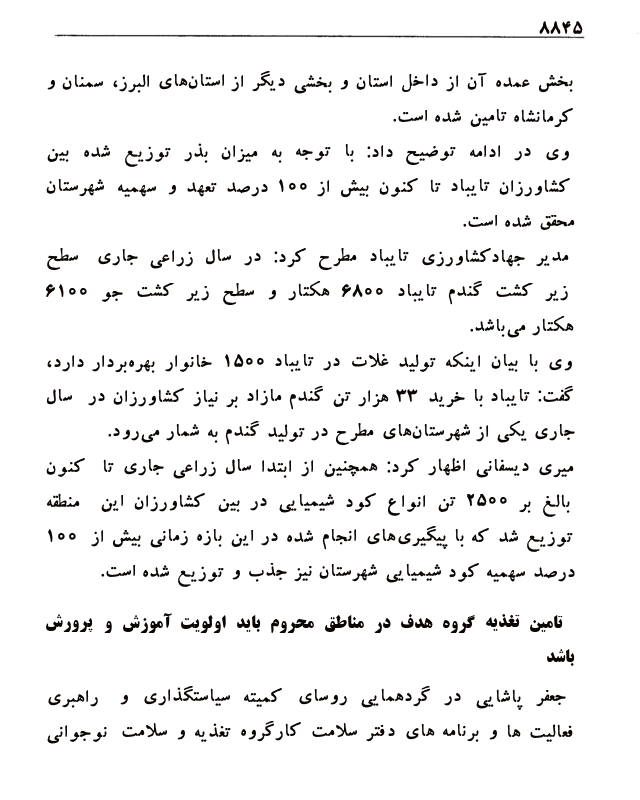 ۸۸۴۵
بخش عمده آن از داخل استان و بخشی دیگر از استان‌های البرز، سمنان و
کرمانشاه تامین شده است.
وی در ادامه توضیح داد: با توجه به میزان بذر توزیع شده بین
کشاورزان تایباد تا کنون بیش از ۱۰۰ درصد تعهد و سهمیه شهرستان
محقق شده است.
مدیر جهادکشاورزی تایباد مطرح کرد: در سال زراعی جاری سطح
زیر کشت گندم تایباد ۶۸۰۰ هکتار و سطح زیر کشت جو ۶۱۰۰
هکتار می‌باشد.
وی با بیان اینکه تولید غلات در تایباد ۱۵۰۰ خانوار بهره‌بردار دارد،
گفت: تایباد با خرید ۳۳ هزار تن گندم مازاد بر نیاز کشاورزان در سال
جاری یکی از شهرستان‌های مطرح در تولید گندم به شمار می‌رود.
میری دیسفانی اظهار کرد: همچنین از ابتدا سال زراعی جاری تا کنون
بالغ بر ۲۵۰۰ تن انواع کود شیمیایی در بین کشاورزان این منطقه
توزیع شد که با پیگیری‌های انجام شده در این بازه زمانی بیش از ۱۰۰
درصد سهمیه کود شیمیایی شهرستان نیز جذب و توزیع شده است.
تامین تغذیه گروه هدف در مناطق محروم باید اولویت آموزش و پرورش
باشد
جعفر پاشایی در گردهمایی روسای کمیته سیاستگذاری و راهبری
فعالیت ها و برنامه های دفتر سلامت کارگروه تغذیه و سلامت نوجوانی